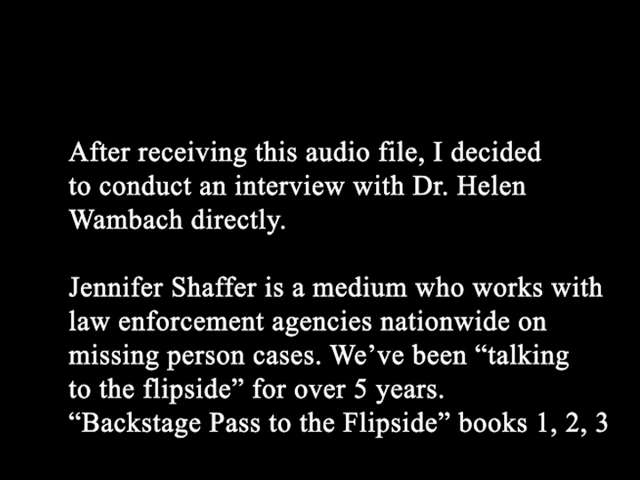 After receiving this audio file, I decided
to conduct an interview with Dr. Helen
Wambach directly.
Jennifer Shaffer is a medium who works with
law enforcement agencies nationwide on
missing person cases. We’ve been “talking
to the flipside” for over 5 years.
“Backstage Pass to the Flipside” books 1, 2, 3